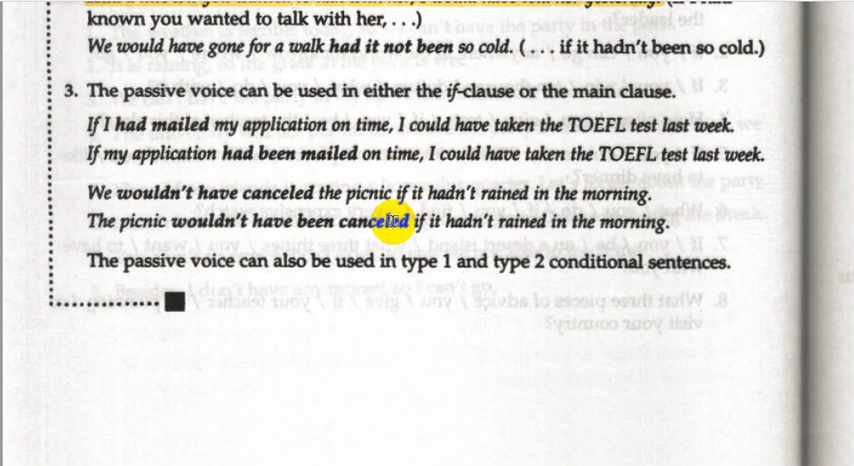 known you wanted to talk with her, . . .)
We would have gone for a walk had it not been so cold. ( . . . if it hadn't been so cold.)
3. The passive voice can be used in either the if-clause or the main clause.
If I had mailed my application on time, I could have taken the TOEFL test last week.
If my application had been mailed on time, I could have taken the TOEFL test last week.
We wouldn't have canceled the picnic if it hadn't rained in the morning.
The picnic wouldn't have been canceled if it hadn't rained in the morning.
The passive voice can also be used in type 1 and type 2 conditional sentences.